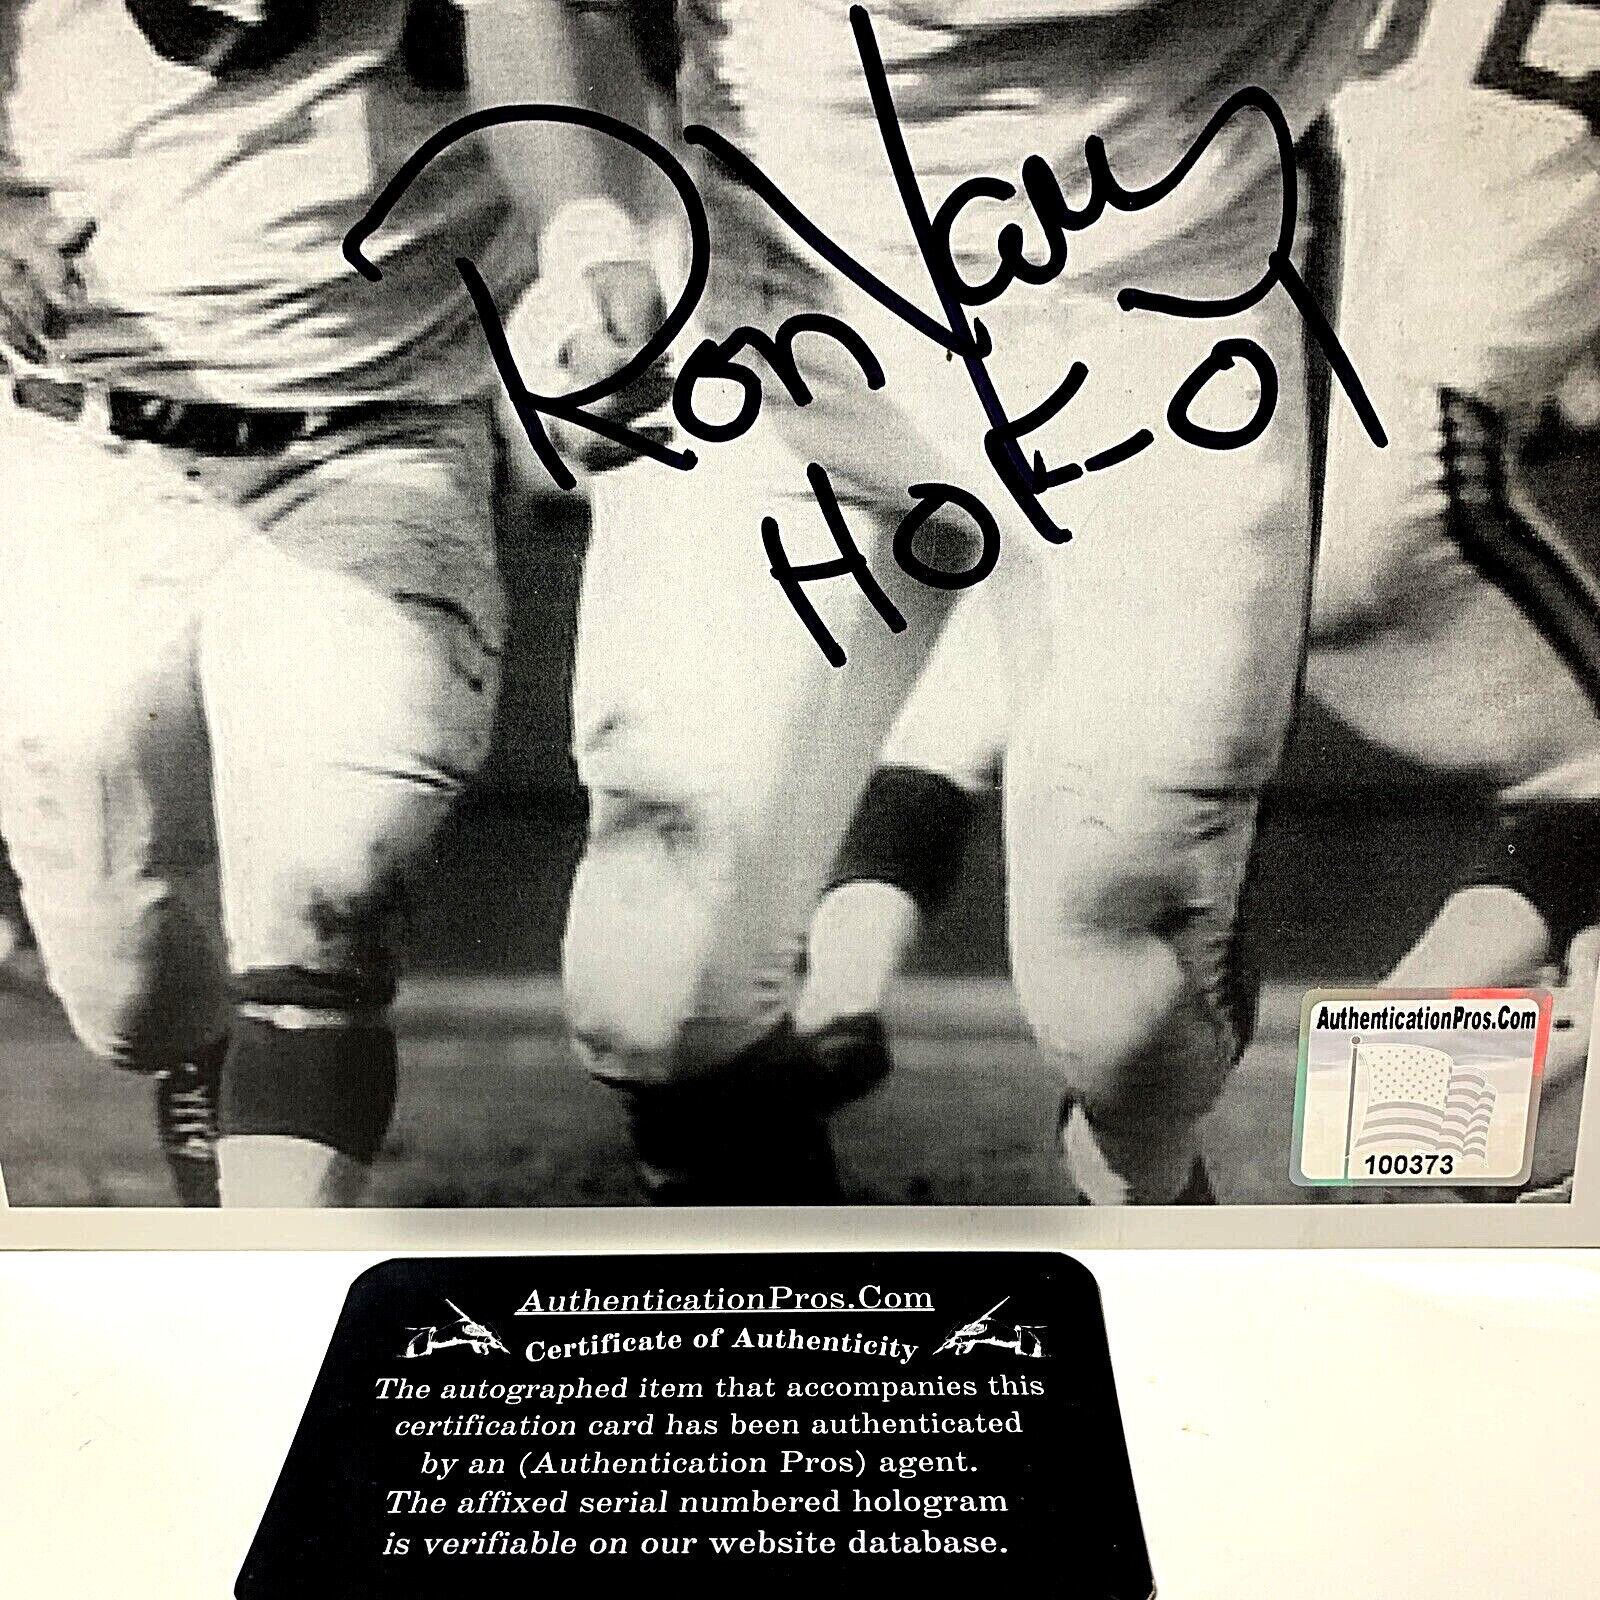 Ron Yary
HOF-01
AuthenticationPros.Com
100373
AuthenticationPros.Com
Certificate of Authenticity
The autographed item that accompanies this
certification card has been authenticated
by an (Authentication Pros) agent.
The affixed serial numbered hologram
is verifiable on our website database.